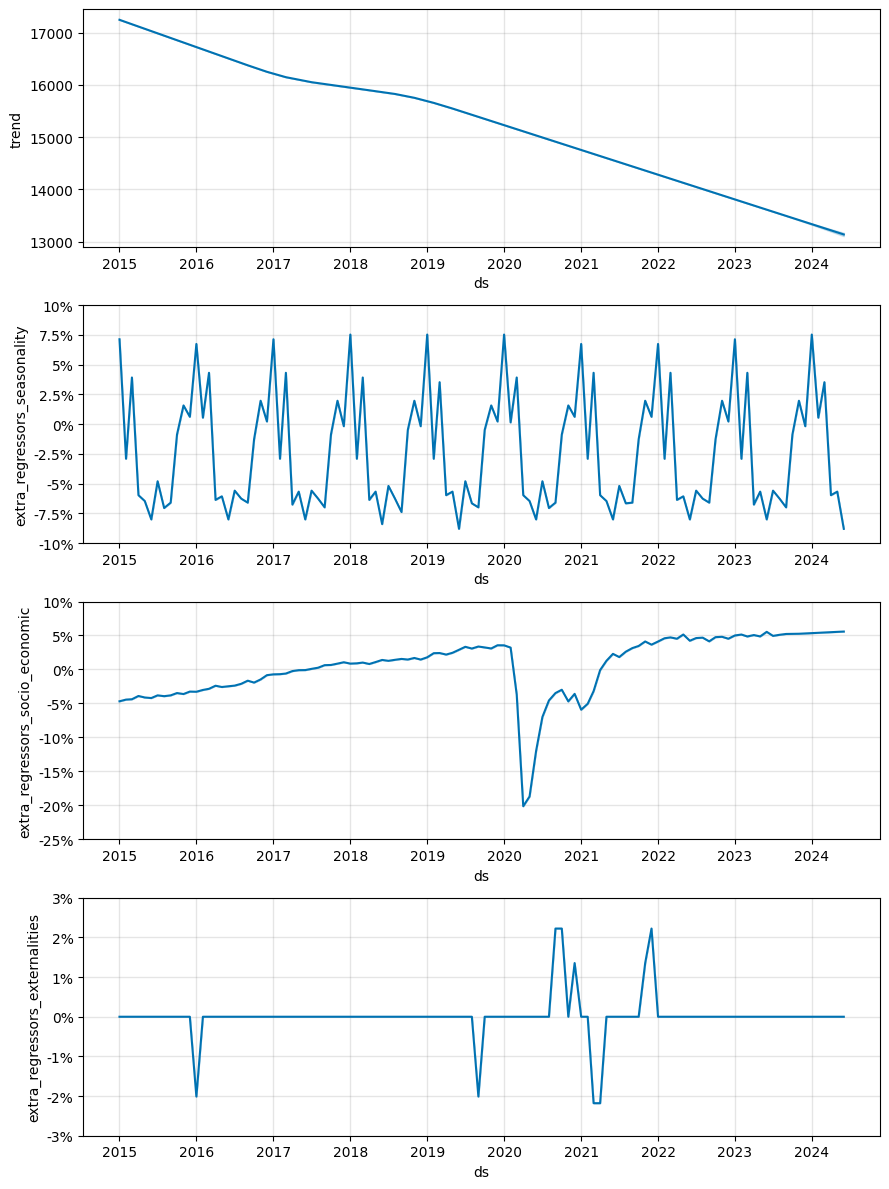 17000
16000
15000
14000
13000
trend
2015 2016 2017 2018 2019 2020 2021 2022 2023 2024
ds
10%
7.5%
5%
2.5%
0%
-2.5%
-5%
-7.5%
-10%
extra_regressors_seasonality
2015 2016 2017 2018 2019 2020 2021 2022 2023 2024
ds
10%
5%
0%
-5%
-10%
-15%
-20%
-25%
extra_regressors_socio_economic
2015 2016 2017 2018 2019 2020 2021 2022 2023 2024
ds
3%
2%
1%
0%
-1%
-2%
-3%
extra_regressors_externalities
2015 2016 2017 2018 2019 2020 2021 2022 2023 2024
ds